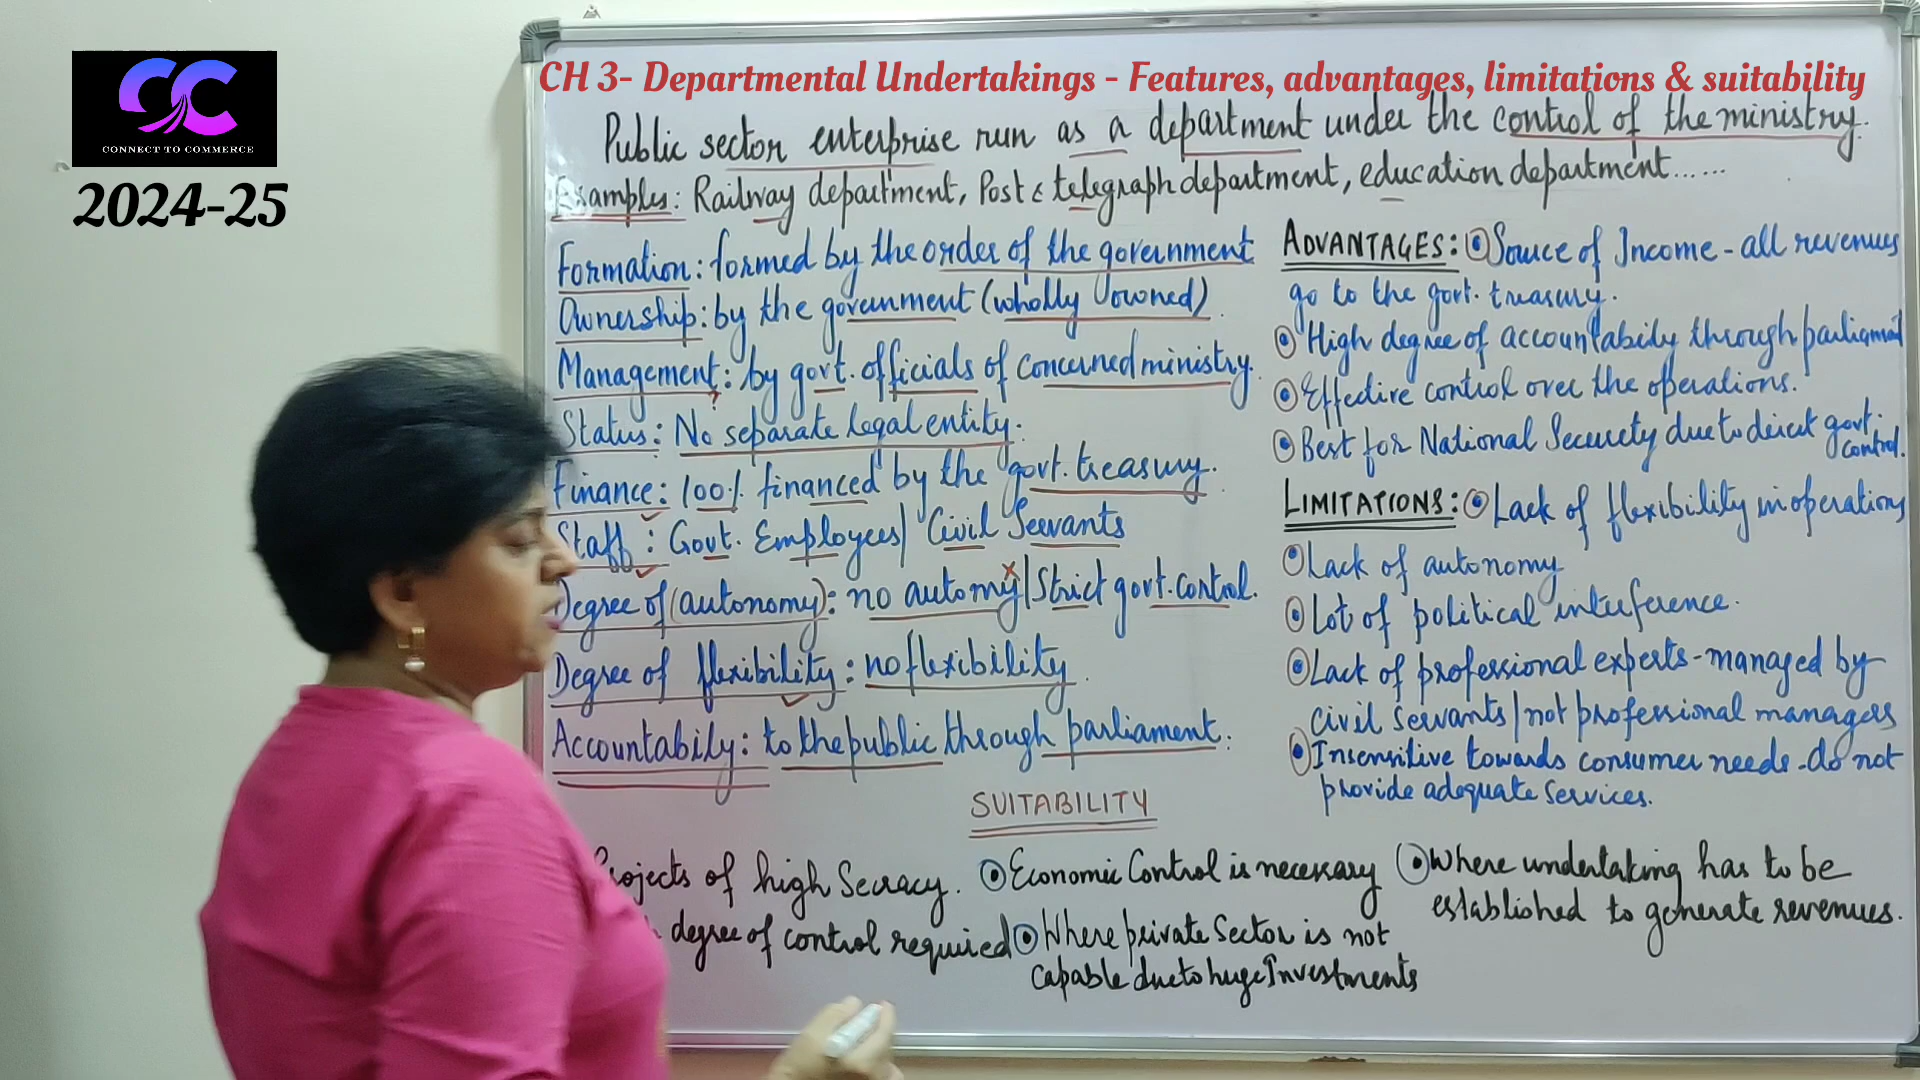 CONNECT TO COMMERCE
2024-25
CH 3- Departmental Undertakings - Features, advantages, limitations & suitability
Public sector enterprise run as a department under the control of the ministry.
Examples: Railway department, Post & telegraph department, education department......
Formation: formed by the order of the government
Ownership: by the government (wholly owned)
Management: by govt. officials of concerned ministry.
Status: No separate legal entity.
Finance: 100% financed by the govt. treasury.
Staff: Govt. Employees/ Civil Servants
Degree of (autonomy): no automy/Strict govt. control.
Degree of flexibility: no flexibility
Accountabily: to the public through parliament.
ADVANTAGES: Source of Income - all revenues
go to the govt. treasury.
High degree of accountabily through parliament
Effective control over the operations.
Best for National Security due to direct govt.
control.
LIMITATIONS: Lack of flexibility in operations
Lack of autonomy
Lot of political interference.
Lack of professional experts - managed by
civil servants/not professional managers
Insensitive towards consumer needs - do not
provide adequate services.
SUITABILITY
Projects of high Secracy.
degree of control required
Economic Control is necessary
Where private Sector is not
capable due to huge Investments
Where undertaking has to be
established to generate revenues.